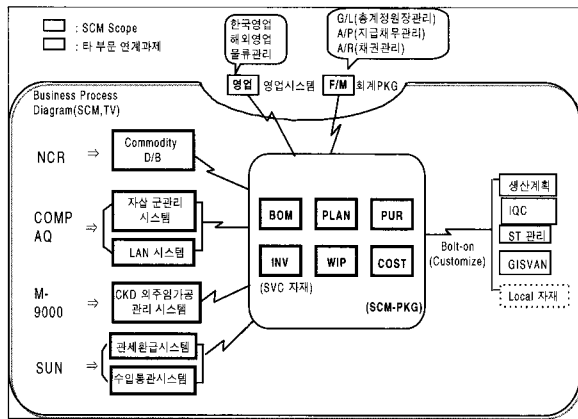 : SCM Scope
: 타 부문 연계과제
한국영업
해외영업
물류관리
G/L(총계정원장관리)
A/P(지급채무관리)
A/R(채권관리)
영업 영업시스템
F/M 회계PKG
Business Process
Diagram(SCM,TV)
NCR ⇒
Commodity
D/B
COMP
AQ ⇒
자삽 군관리
시스템
LAN 시스템
M-
9000 ⇒
CKD 외주임가공
관리 시스템
SUN ⇒
관세환급시스템
수입통관시스템
BOM PLAN PUR
INV WIP COST
(SVC 자재)
(SCM-PKG)
Bolt-on
(Customize)
생산계획
IQC
ST 관리
GISVAN
Local 자재